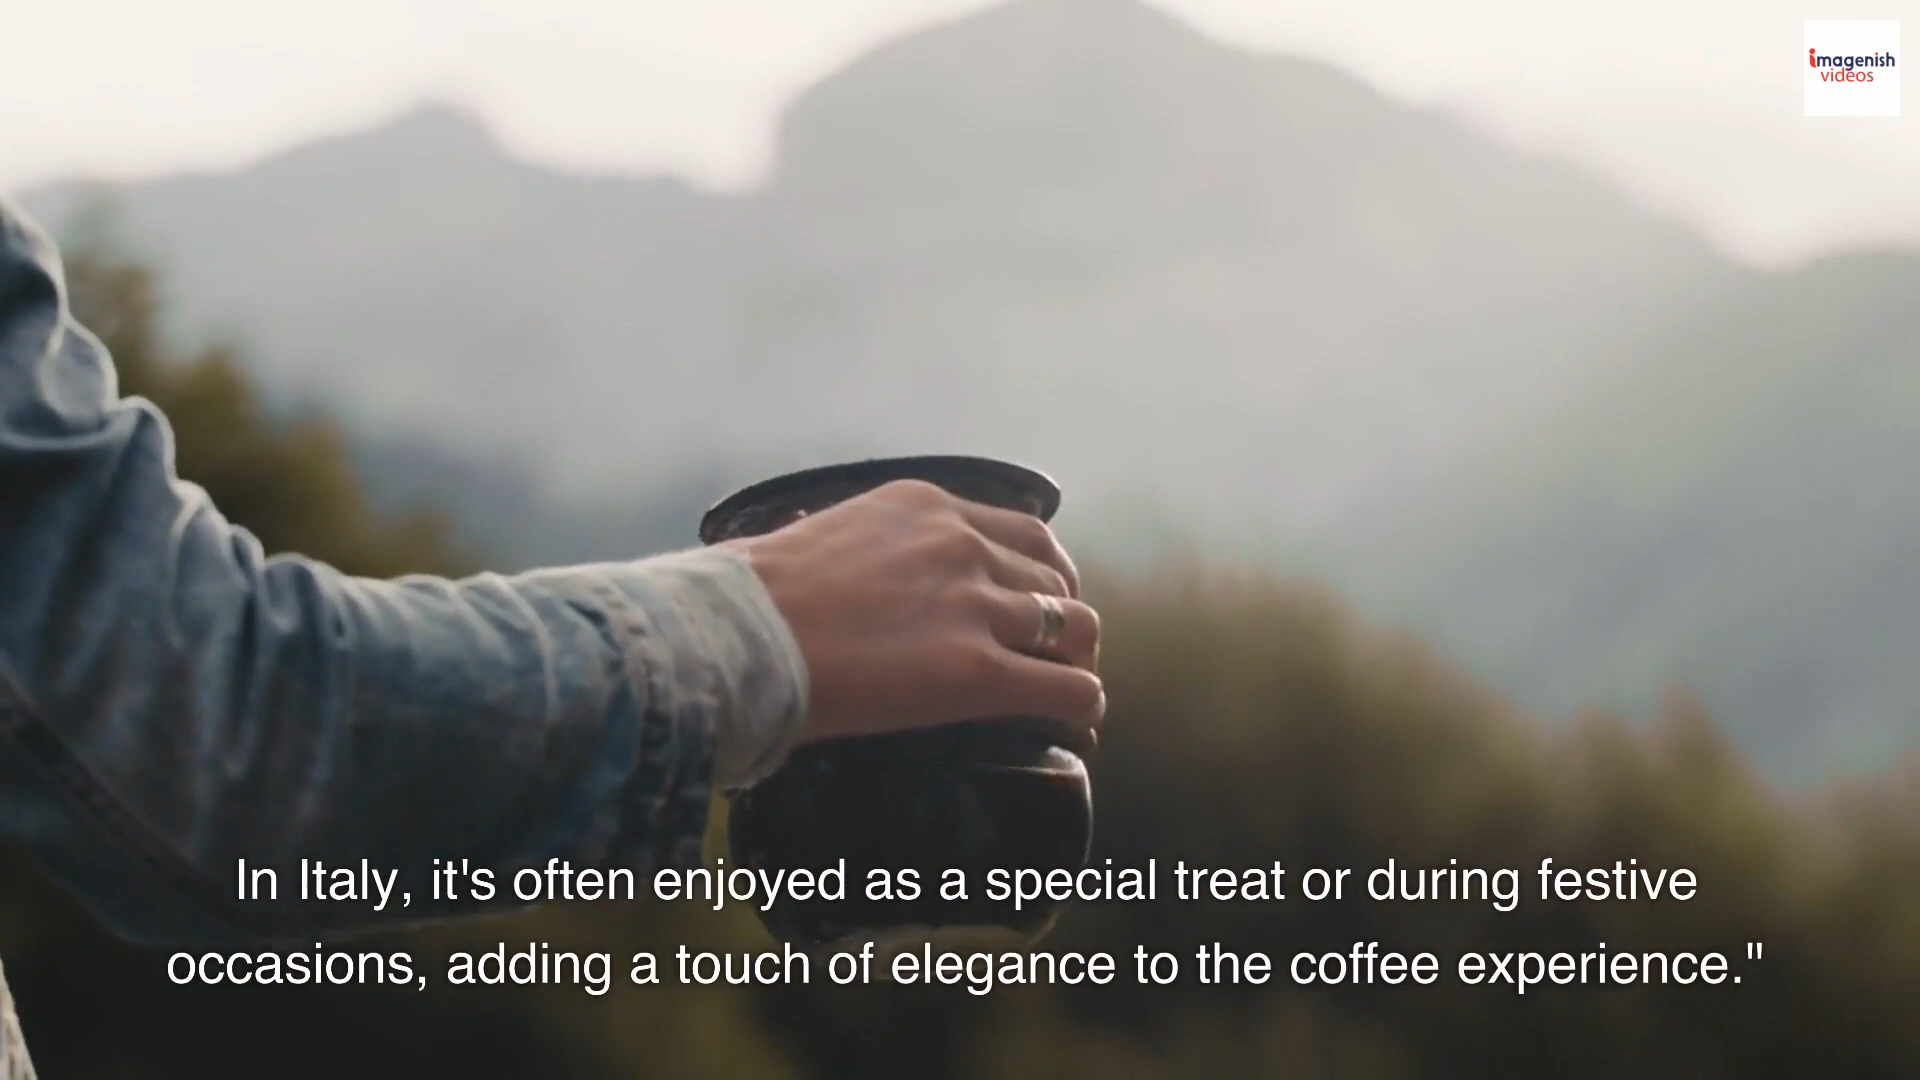 imagenish
videos
In Italy, it's often enjoyed as a special treat or during festive
occasions, adding a touch of elegance to the coffee experience."